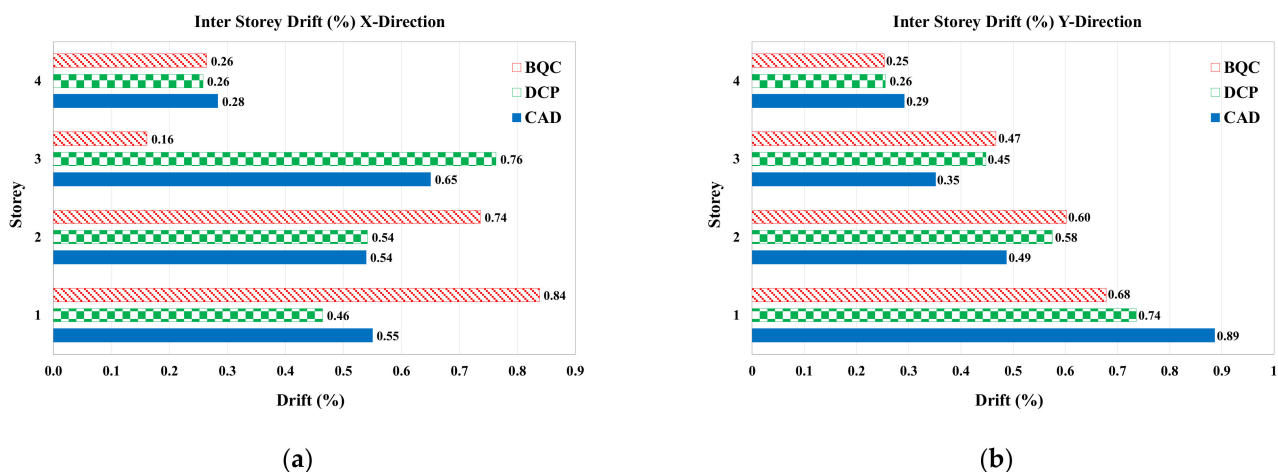 Inter Storey Drift (%) X-Direction
BQC
DCP
CAD
Storey
4
0.26
0.26
0.28
3
0.16
0.76
0.65
2
0.74
0.54
0.54
1
0.84
0.46
0.55
0.0 0.1 0.2 0.3 0.4 0.5 0.6 0.7 0.8 0.9
Drift (%)
(a)
Inter Storey Drift (%) Y-Direction
BQC
DCP
CAD
Storey
4
0.25
0.26
0.29
3
0.47
0.45
0.35
2
0.60
0.58
0.49
1
0.68
0.74
0.89
0 0.1 0.2 0.3 0.4 0.5 0.6 0.7 0.8 0.9 1
Drift (%)
(b)